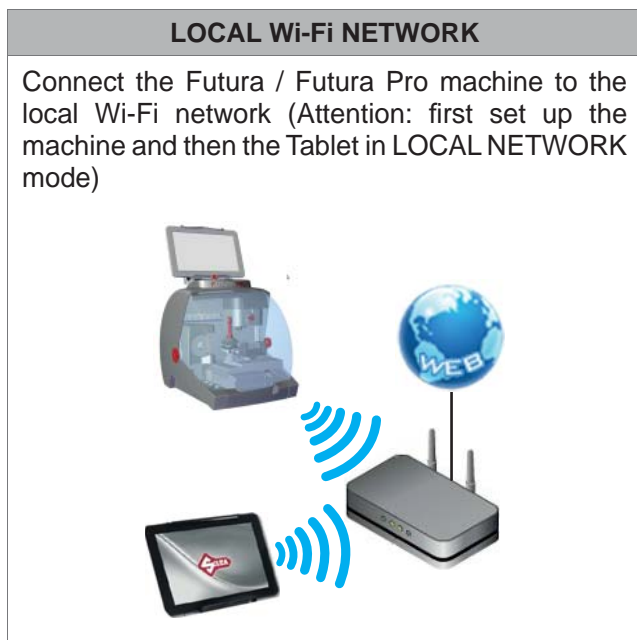 LOCAL Wi-Fi NETWORK
Connect the Futura / Futura Pro machine to the
local Wi-Fi network (Attention: first set up the
machine and then the Tablet in LOCAL NETWORK
mode)
WEB
SILCA